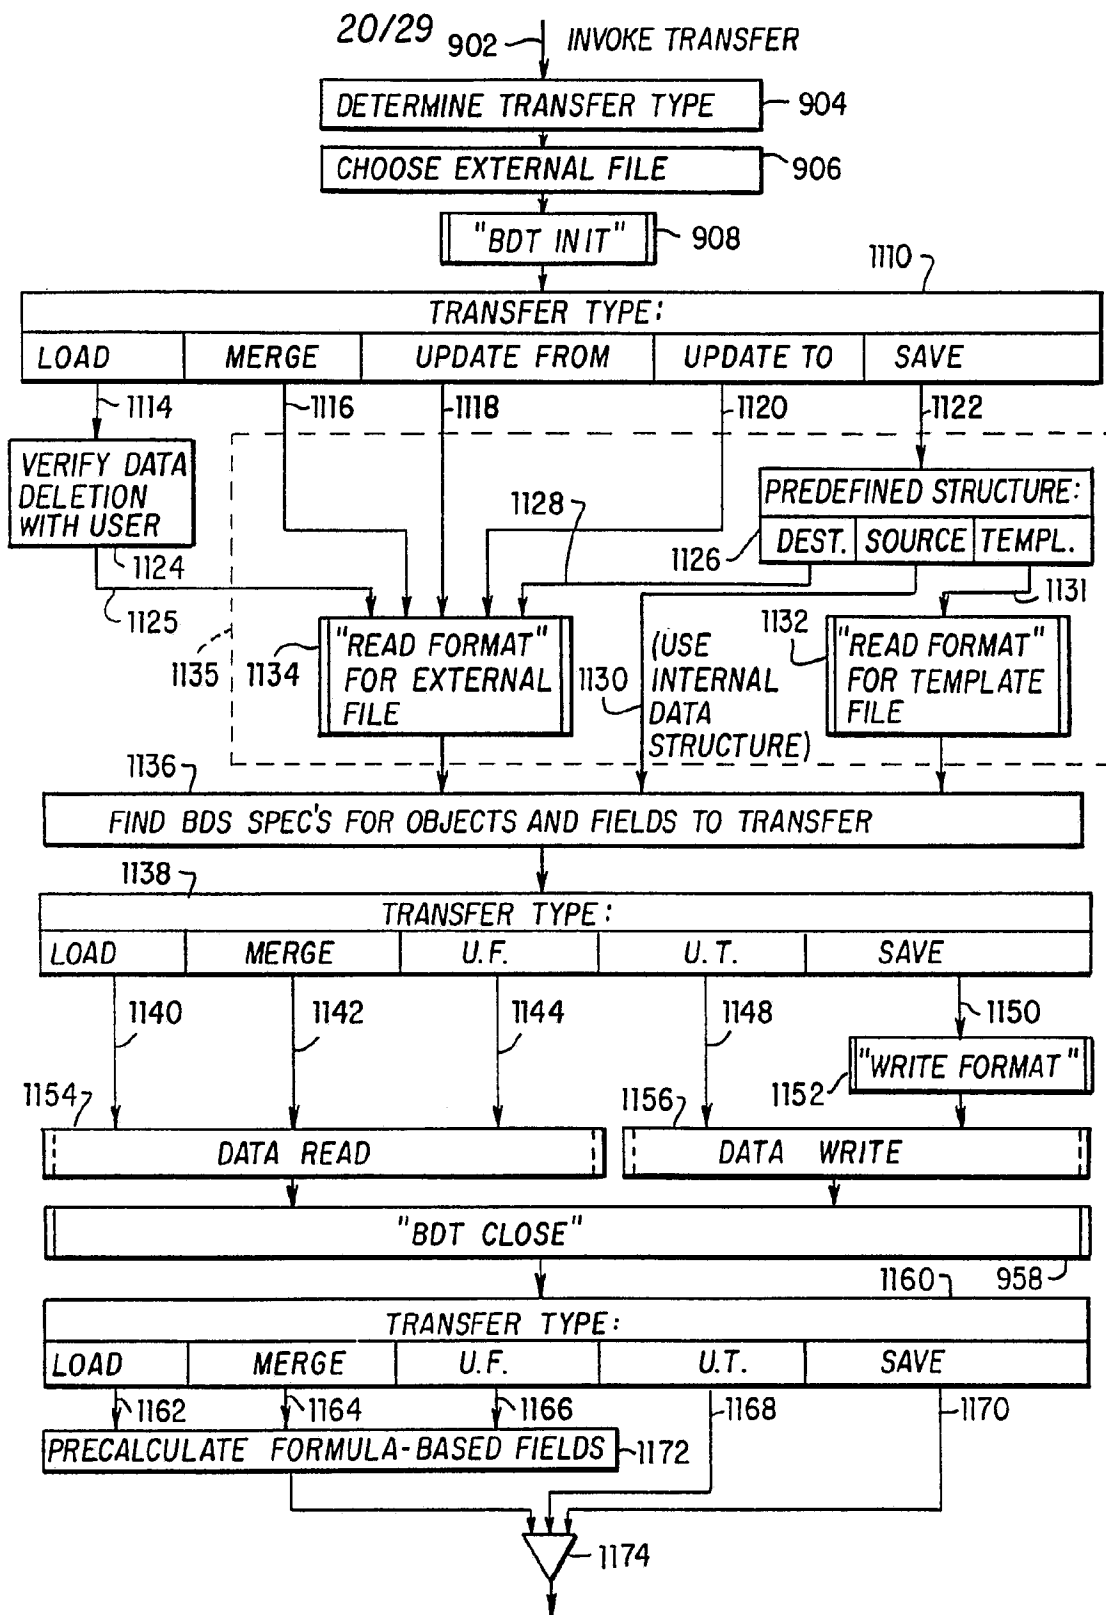 20/29
902
INVOKE TRANSFER
DETERMINE TRANSFER TYPE
904
CHOOSE EXTERNAL FILE
906
"BDT INIT"
908
1110
TRANSFER TYPE:
LOAD MERGE UPDATE FROM UPDATE TO SAVE
1114 1116 1118 1120 1122
VERIFY DATA
DELETION
WITH USER
1124
1125
PREDEFINED STRUCTURE:
DEST. SOURCE TEMPL.
1126
1128
1131
1135
1134
"READ FORMAT"
FOR EXTERNAL
FILE
1130
(USE
INTERNAL
DATA
STRUCTURE)
1132
"READ FORMAT"
FOR TEMPLATE
FILE
1136
FIND BDS SPEC'S FOR OBJECTS AND FIELDS TO TRANSFER
1138
TRANSFER TYPE:
LOAD MERGE U.F. U.T. SAVE
1140 1142 1144 1148 1150
"WRITE FORMAT"
1152
1154
DATA READ
1156
DATA WRITE
"BDT CLOSE"
958
1160
TRANSFER TYPE:
LOAD MERGE U.F. U.T. SAVE
1162 1164 1166 1168 1170
PRECALCULATE FORMULA-BASED FIELDS
1172
1174